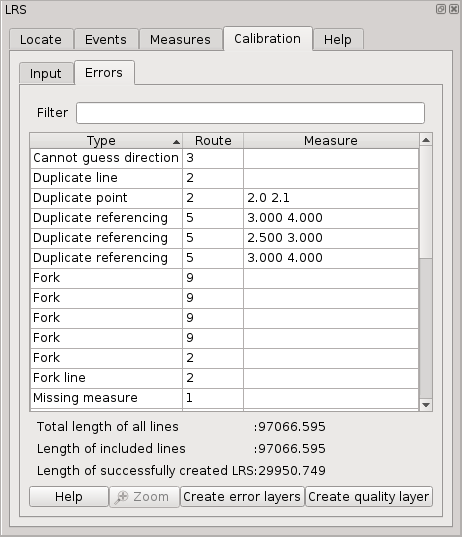 LRS
Locate Events Measures Calibration Help
Input Errors
Filter
Type Route Measure
Cannot guess direction 3
Duplicate line 2
Duplicate point 2 2.0 2.1
Duplicate referencing 5 3.000 4.000
Duplicate referencing 5 2.500 3.000
Duplicate referencing 5 3.000 4.000
Fork 9
Fork 9
Fork 9
Fork 9
Fork 2
Fork line 2
Missing measure 1
Total length of all lines :97066.595
Length of included lines :97066.595
Length of successfully created LRS:29950.749
Help Zoom Create error layers Create quality layer